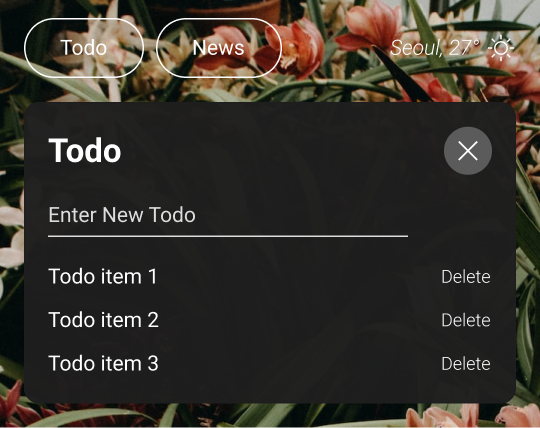 Todo News Seoul, 27°
Todo
Enter New Todo
Todo item 1 Delete
Todo item 2 Delete
Todo item 3 Delete